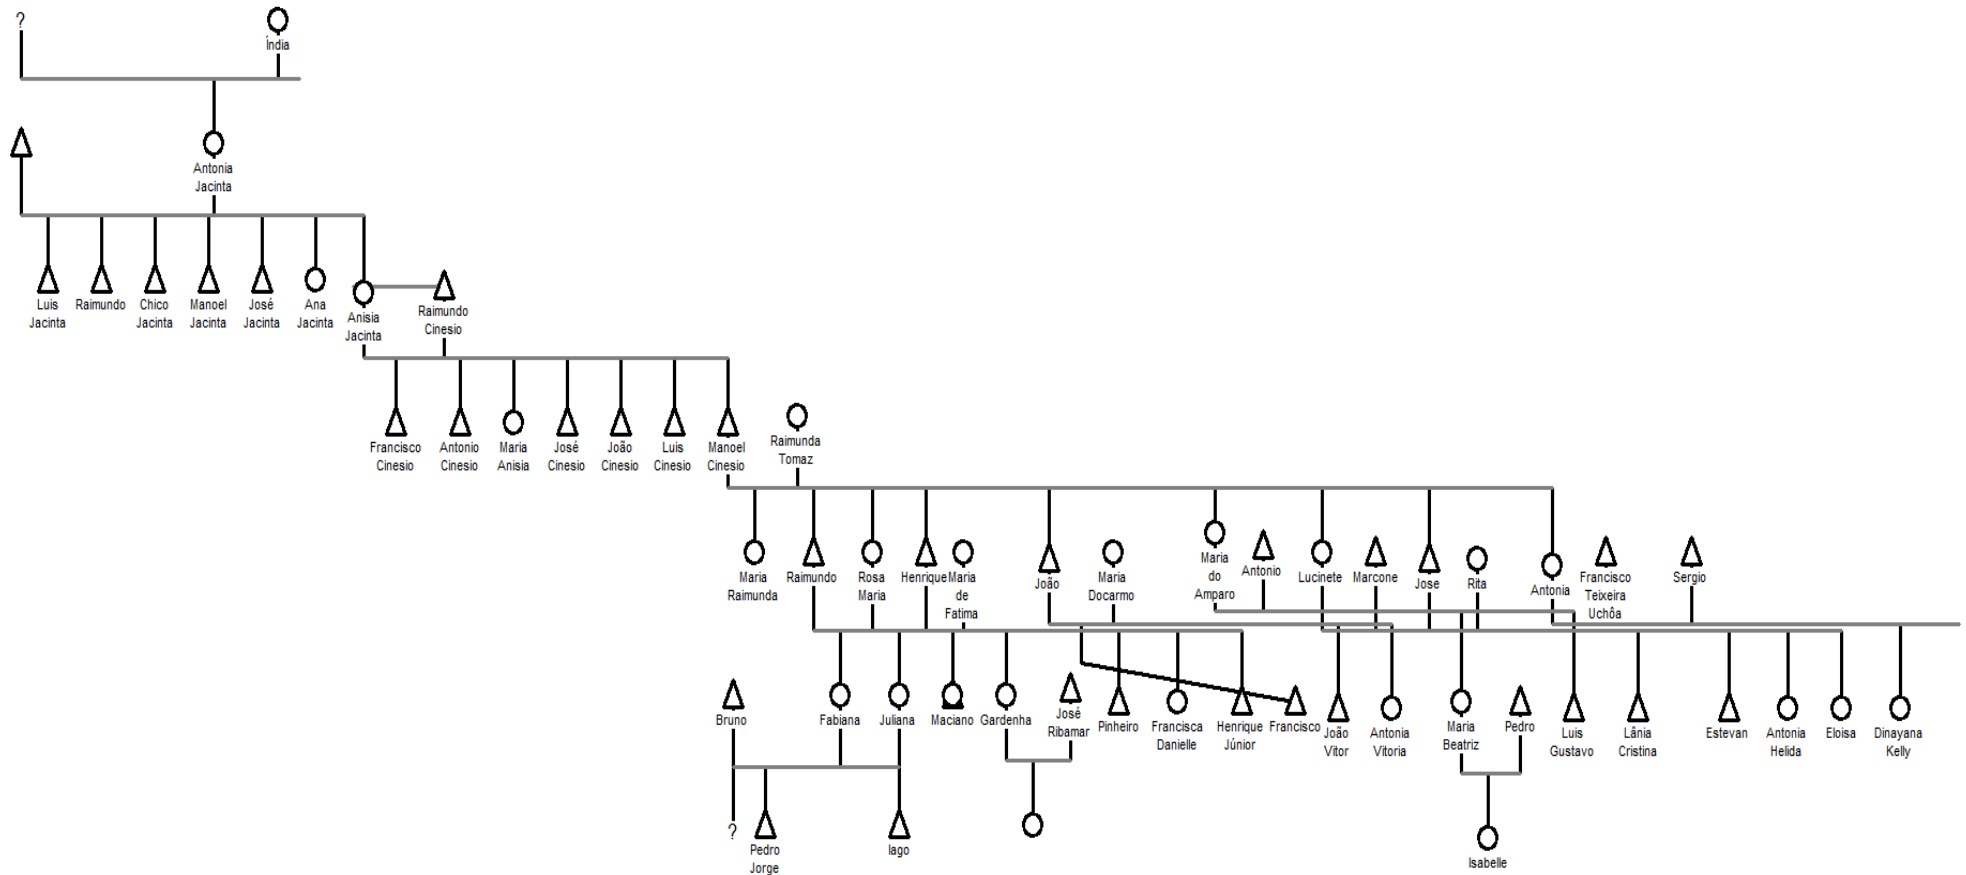 ?
Índia
Antonia
Jacinta
Luis
Jacinta
Raimundo
Chico
Jacinta
Manoel
Jacinta
José
Jacinta
Ana
Jacinta
Anisia
Jacinta
Raimundo
Cinesio
Francisco
Cinesio
Antonio
Cinesio
Maria
Anisia
José
Cinesio
João
Cinesio
Luis
Cinesio
Manoel
Cinesio
Raimunda
Tomaz
Maria
Raimunda
Raimundo
Rosa
Maria
Henrique
Maria
de
Fatima
João
Maria
Docarmo
Maria
do
Amparo
Antonio
Lucinete
Marcone
Jose
Rita
Antonia
Francisco
Teixeira
Uchôa
Sergio
Bruno
Fabiana
Juliana
Maciano
Gardenha
José
Ribamar
Pinheiro
Francisca
Danielle
Henrique
Júnior
Francisco
João
Vitor
Antonia
Vitoria
Maria
Beatriz
Pedro
Luis
Gustavo
Lânia
Cristina
Estevan
Antonia
Helida
Eloisa
Dinayana
Kelly
?
Pedro
Jorge
Iago
Isabelle